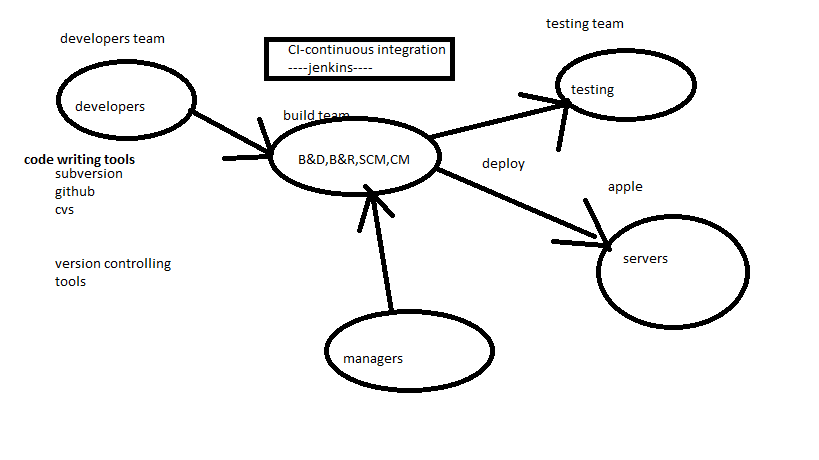 testing team
developers team
CI-continuous integration
----jenkins----
testing
developers
build team
B&D,B&R,SCM,CM
code writing tools
deploy
subversion
apple
github
cvs
servers
version controlling
tools
managers